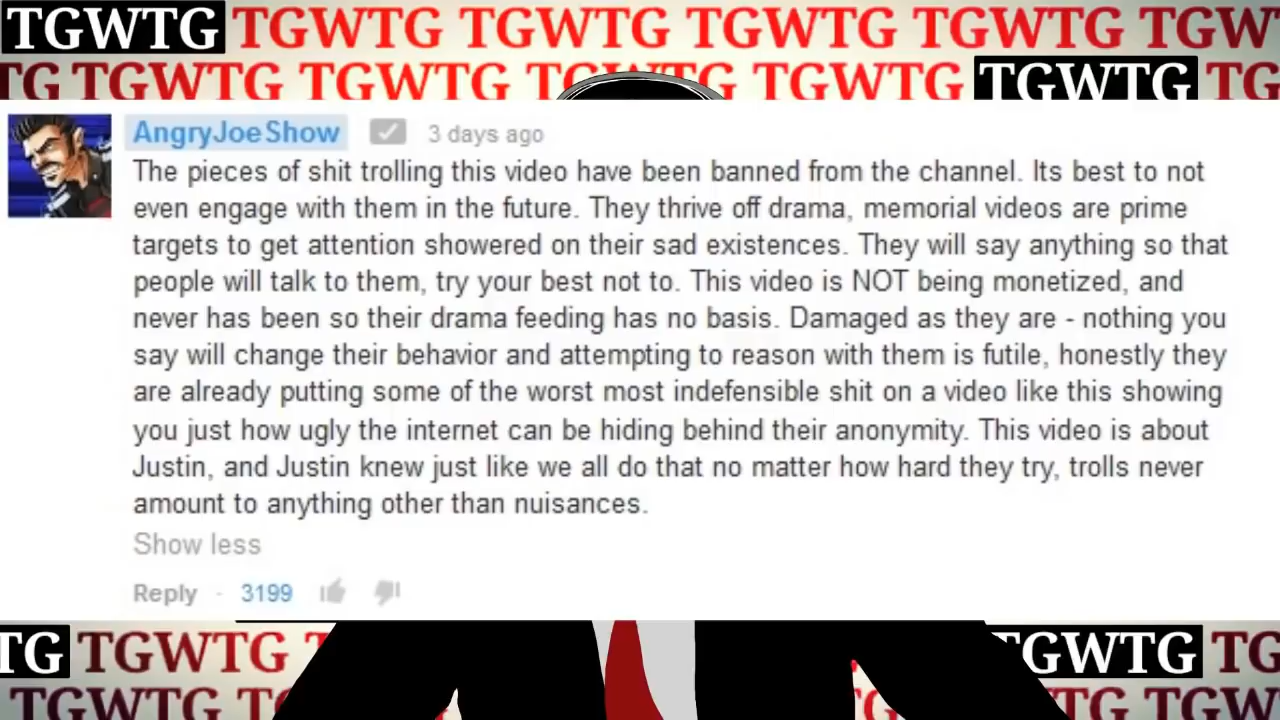 TGWTG TGWTG TGWTG TGWTG TGWTG TGWT
TG TGWTG TGWTG TGWTG TGWTG TG
AngryJoeShow 3 days ago
The pieces of shit trolling this video have been banned from the channel. Its best to not
even engage with them in the future. They thrive off drama, memorial videos are prime
targets to get attention showered on their sad existences. They will say anything so that
people will talk to them, try your best not to. This video is NOT being monetized, and
never has been so their drama feeding has no basis. Damaged as they are - nothing you
say will change their behavior and attempting to reason with them is futile, honestly they
are already putting some of the worst most indefensible shit on a video like this showing
you just how ugly the internet can be hiding behind their anonymity. This video is about
Justin, and Justin knew just like we all do that no matter how hard they try, trolls never
amount to anything other than nuisances.
Show less
Reply · 3199
TG TGWTG T GWTG TG
TGWTG TG TG TGW